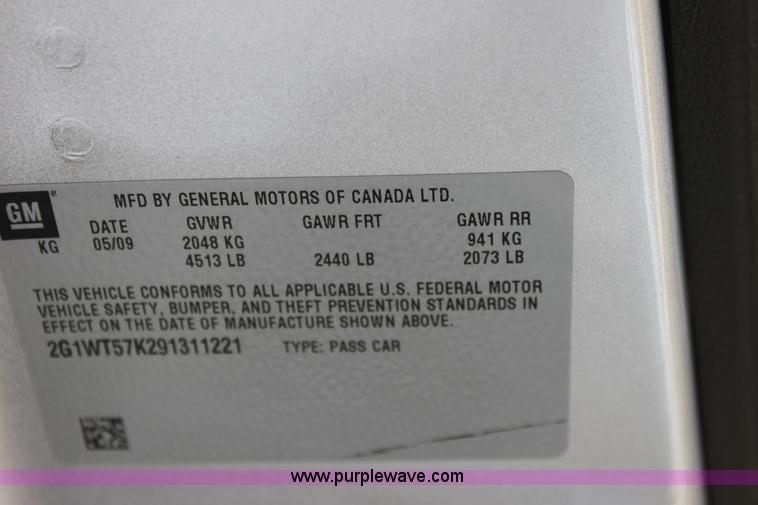 GM
MFD BY GENERAL MOTORS OF CANADA LTD.
DATE GVWR GAWR FRT GAWR RR
KG 05/09 2048 KG 941 KG
4513 LB 2440 LB 2073 LB
THIS VEHICLE CONFORMS TO ALL APPLICABLE U.S. FEDERAL MOTOR
VEHICLE SAFETY, BUMPER, AND THEFT PREVENTION STANDARDS IN
EFFECT ON THE DATE OF MANUFACTURE SHOWN ABOVE.
2G1WT57K291311221 TYPE: PASS CAR
www.purplewave.com